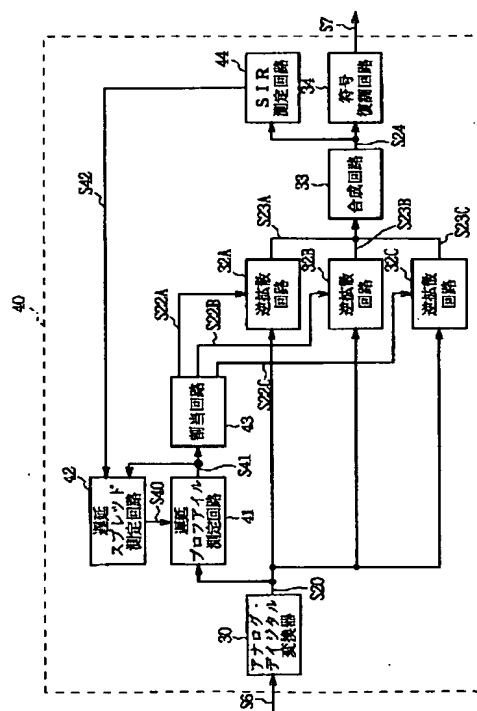 40
S42
42
遅延
スプレッド
測定回路
S40
遅延
プロファイル
測定回路
41
S41
割当回路
43
S22A
S22B
S22C
32A
逆拡散
回路
32B
逆拡散
回路
32C
逆拡散
回路
S23A
S23B
S23C
33
合成回路
S24
44
SIR
測定回路
34
符号
復調回路
S7
S6
30
アナログ・
ディジタル
変換器
S20